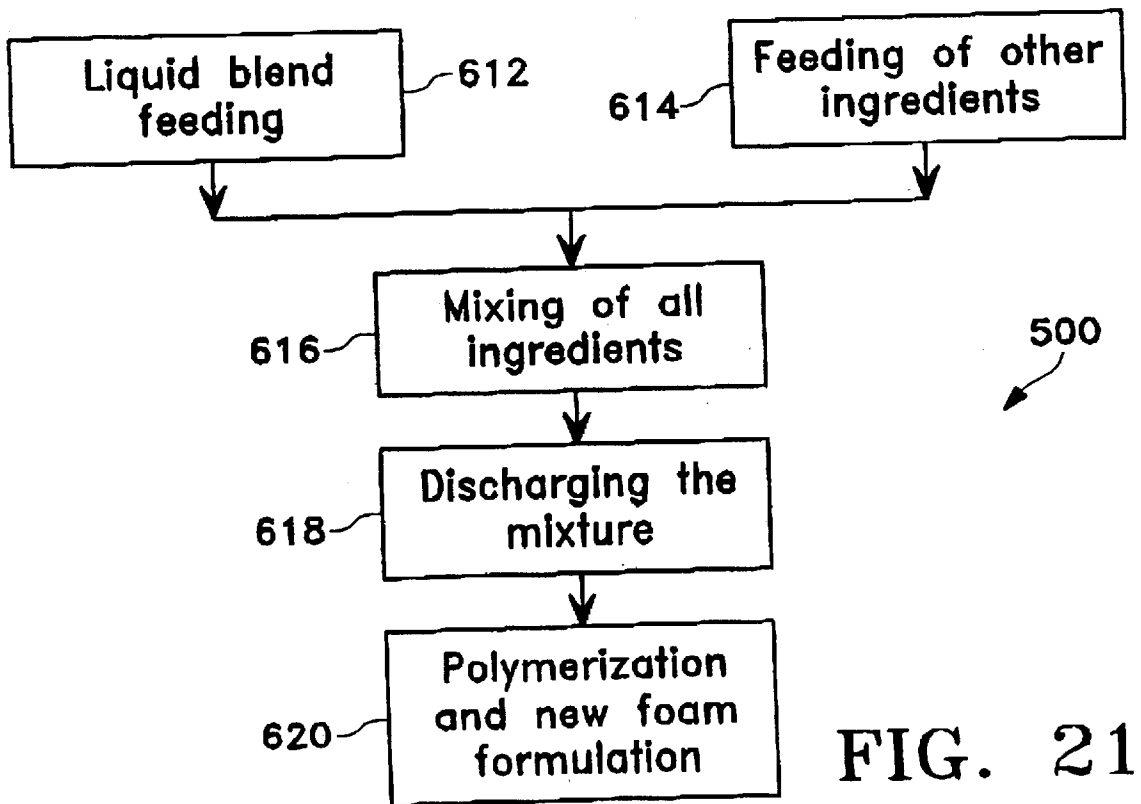 Liquid blend
feeding
612
Feeding of other
ingredients
614
Mixing of all
ingredients
616
500
Discharging the
mixture
618
Polymerization
and new foam
formulation
620
FIG. 21